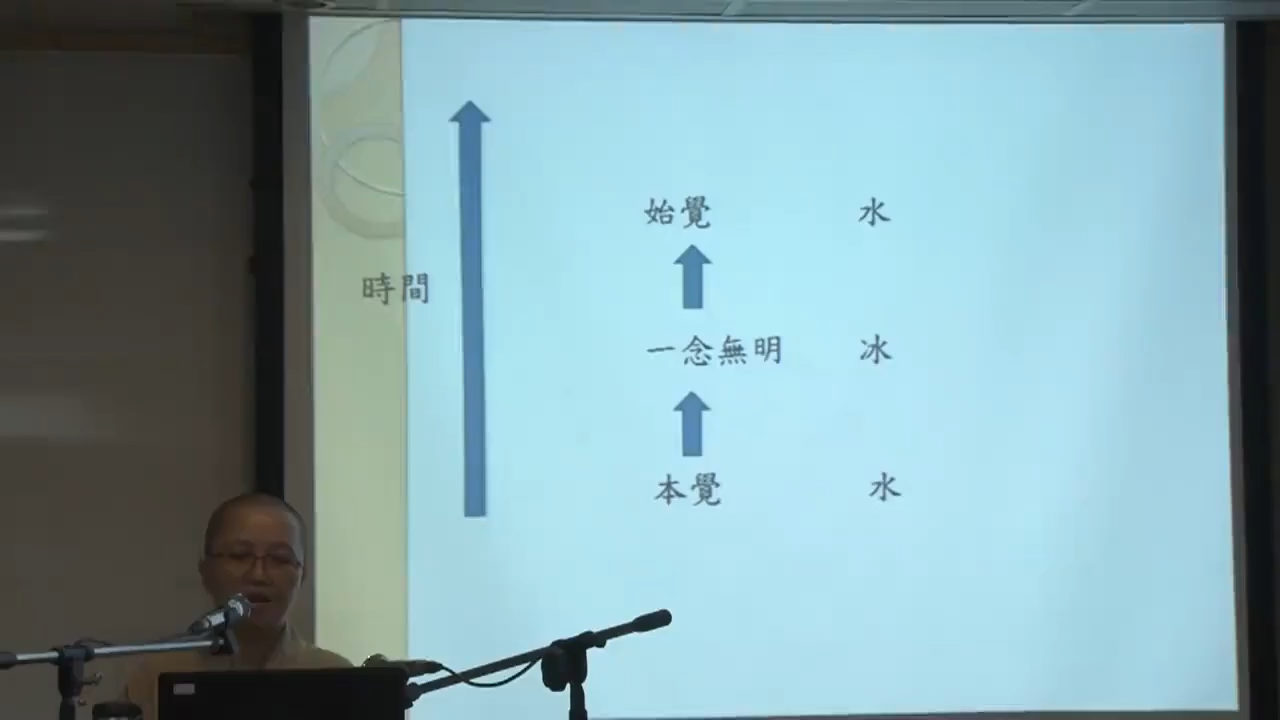 始覺 水
時間
一念無明 冰
本覺 水